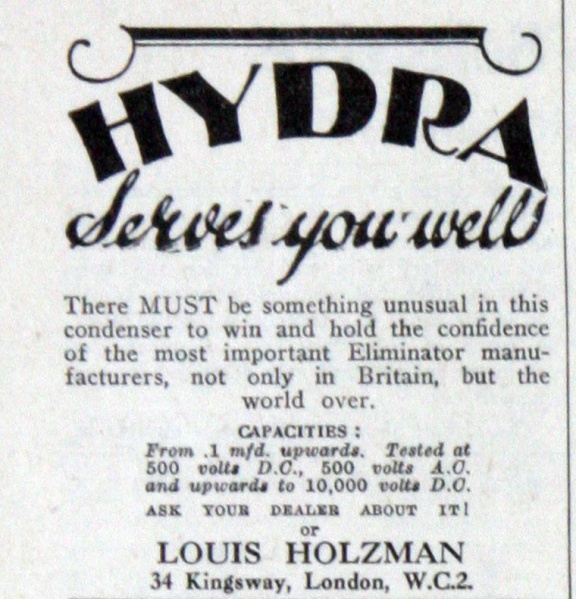 HYDRA
Serves you well
There MUST be something unusual in this
condenser to win and hold the confidence
of the most important Eliminator manu-
facturers, not only in Britain, but the
world over.
CAPACITIES :
From .1 mfd. upwards. Tested at
500 volts D.C., 500 volts A.C.
and upwards to 10,000 volts D.C.
ASK YOUR DEALER ABOUT IT!
or
LOUIS HOLZMAN
34 Kingsway, London, W.C.2.